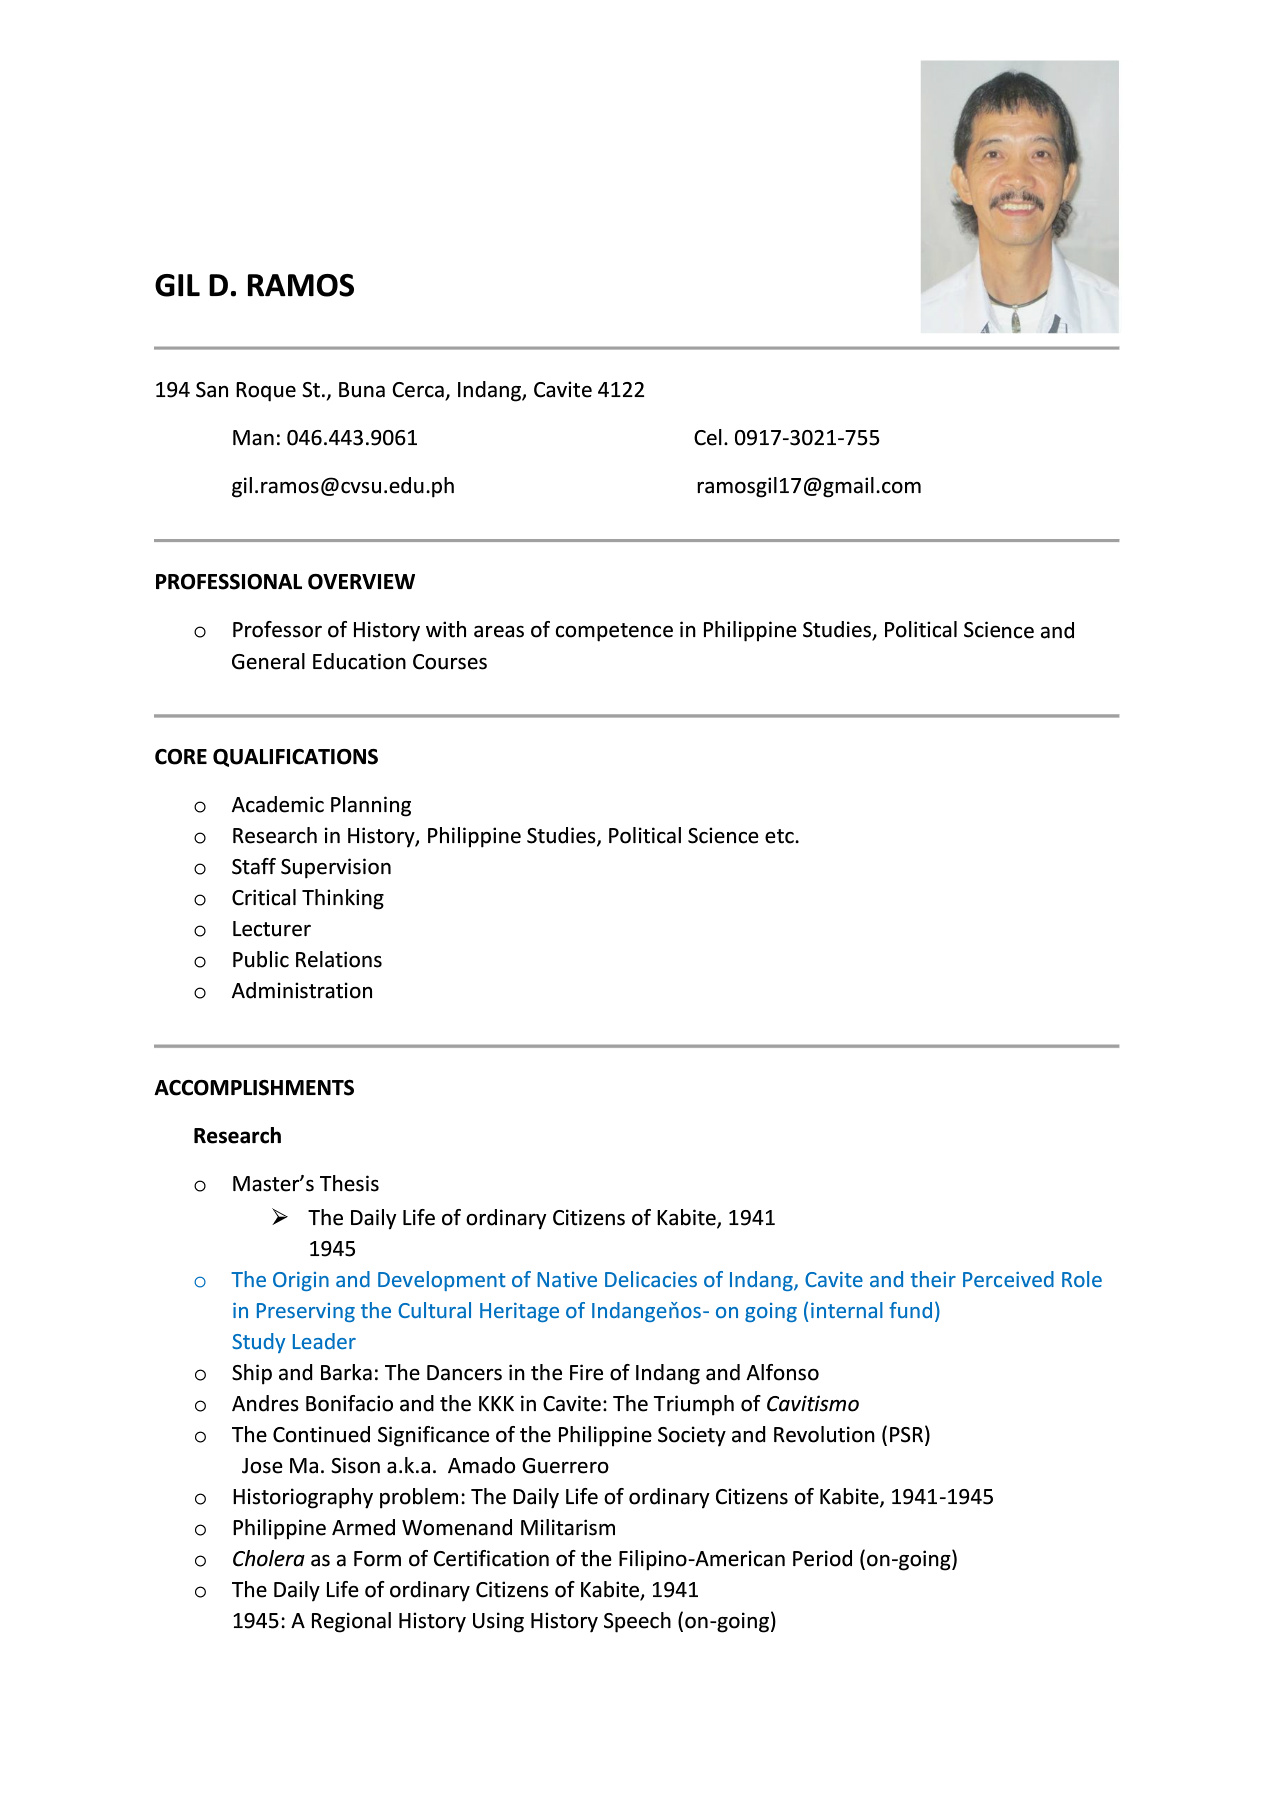 GIL D. RAMOS
194 San Roque St., Buna Cerca, Indang, Cavite 4122
Man: 046.443.9061 Cel. 0917-3021-755
gil.ramos@cvsu.edu.ph ramosgil17@gmail.com
PROFESSIONAL OVERVIEW
o Professor of History with areas of competence in Philippine Studies, Political Science and
General Education Courses
CORE QUALIFICATIONS
o Academic Planning
o Research in History, Philippine Studies, Political Science etc.
o Staff Supervision
o Critical Thinking
o Lecturer
o Public Relations
o Administration
ACCOMPLISHMENTS
Research
o Master’s Thesis
➢ The Daily Life of ordinary Citizens of Kabite, 1941
1945
o The Origin and Development of Native Delicacies of Indang, Cavite and their Perceived Role
in Preserving the Cultural Heritage of Indangeňos- on going (internal fund)
Study Leader
o Ship and Barka: The Dancers in the Fire of Indang and Alfonso
o Andres Bonifacio and the KKK in Cavite: The Triumph of Cavitismo
o The Continued Significance of the Philippine Society and Revolution (PSR)
Jose Ma. Sison a.k.a. Amado Guerrero
o Historiography problem: The Daily Life of ordinary Citizens of Kabite, 1941-1945
o Philippine Armed Womenand Militarism
o Cholera as a Form of Certification of the Filipino-American Period (on-going)
o The Daily Life of ordinary Citizens of Kabite, 1941
1945: A Regional History Using History Speech (on-going)